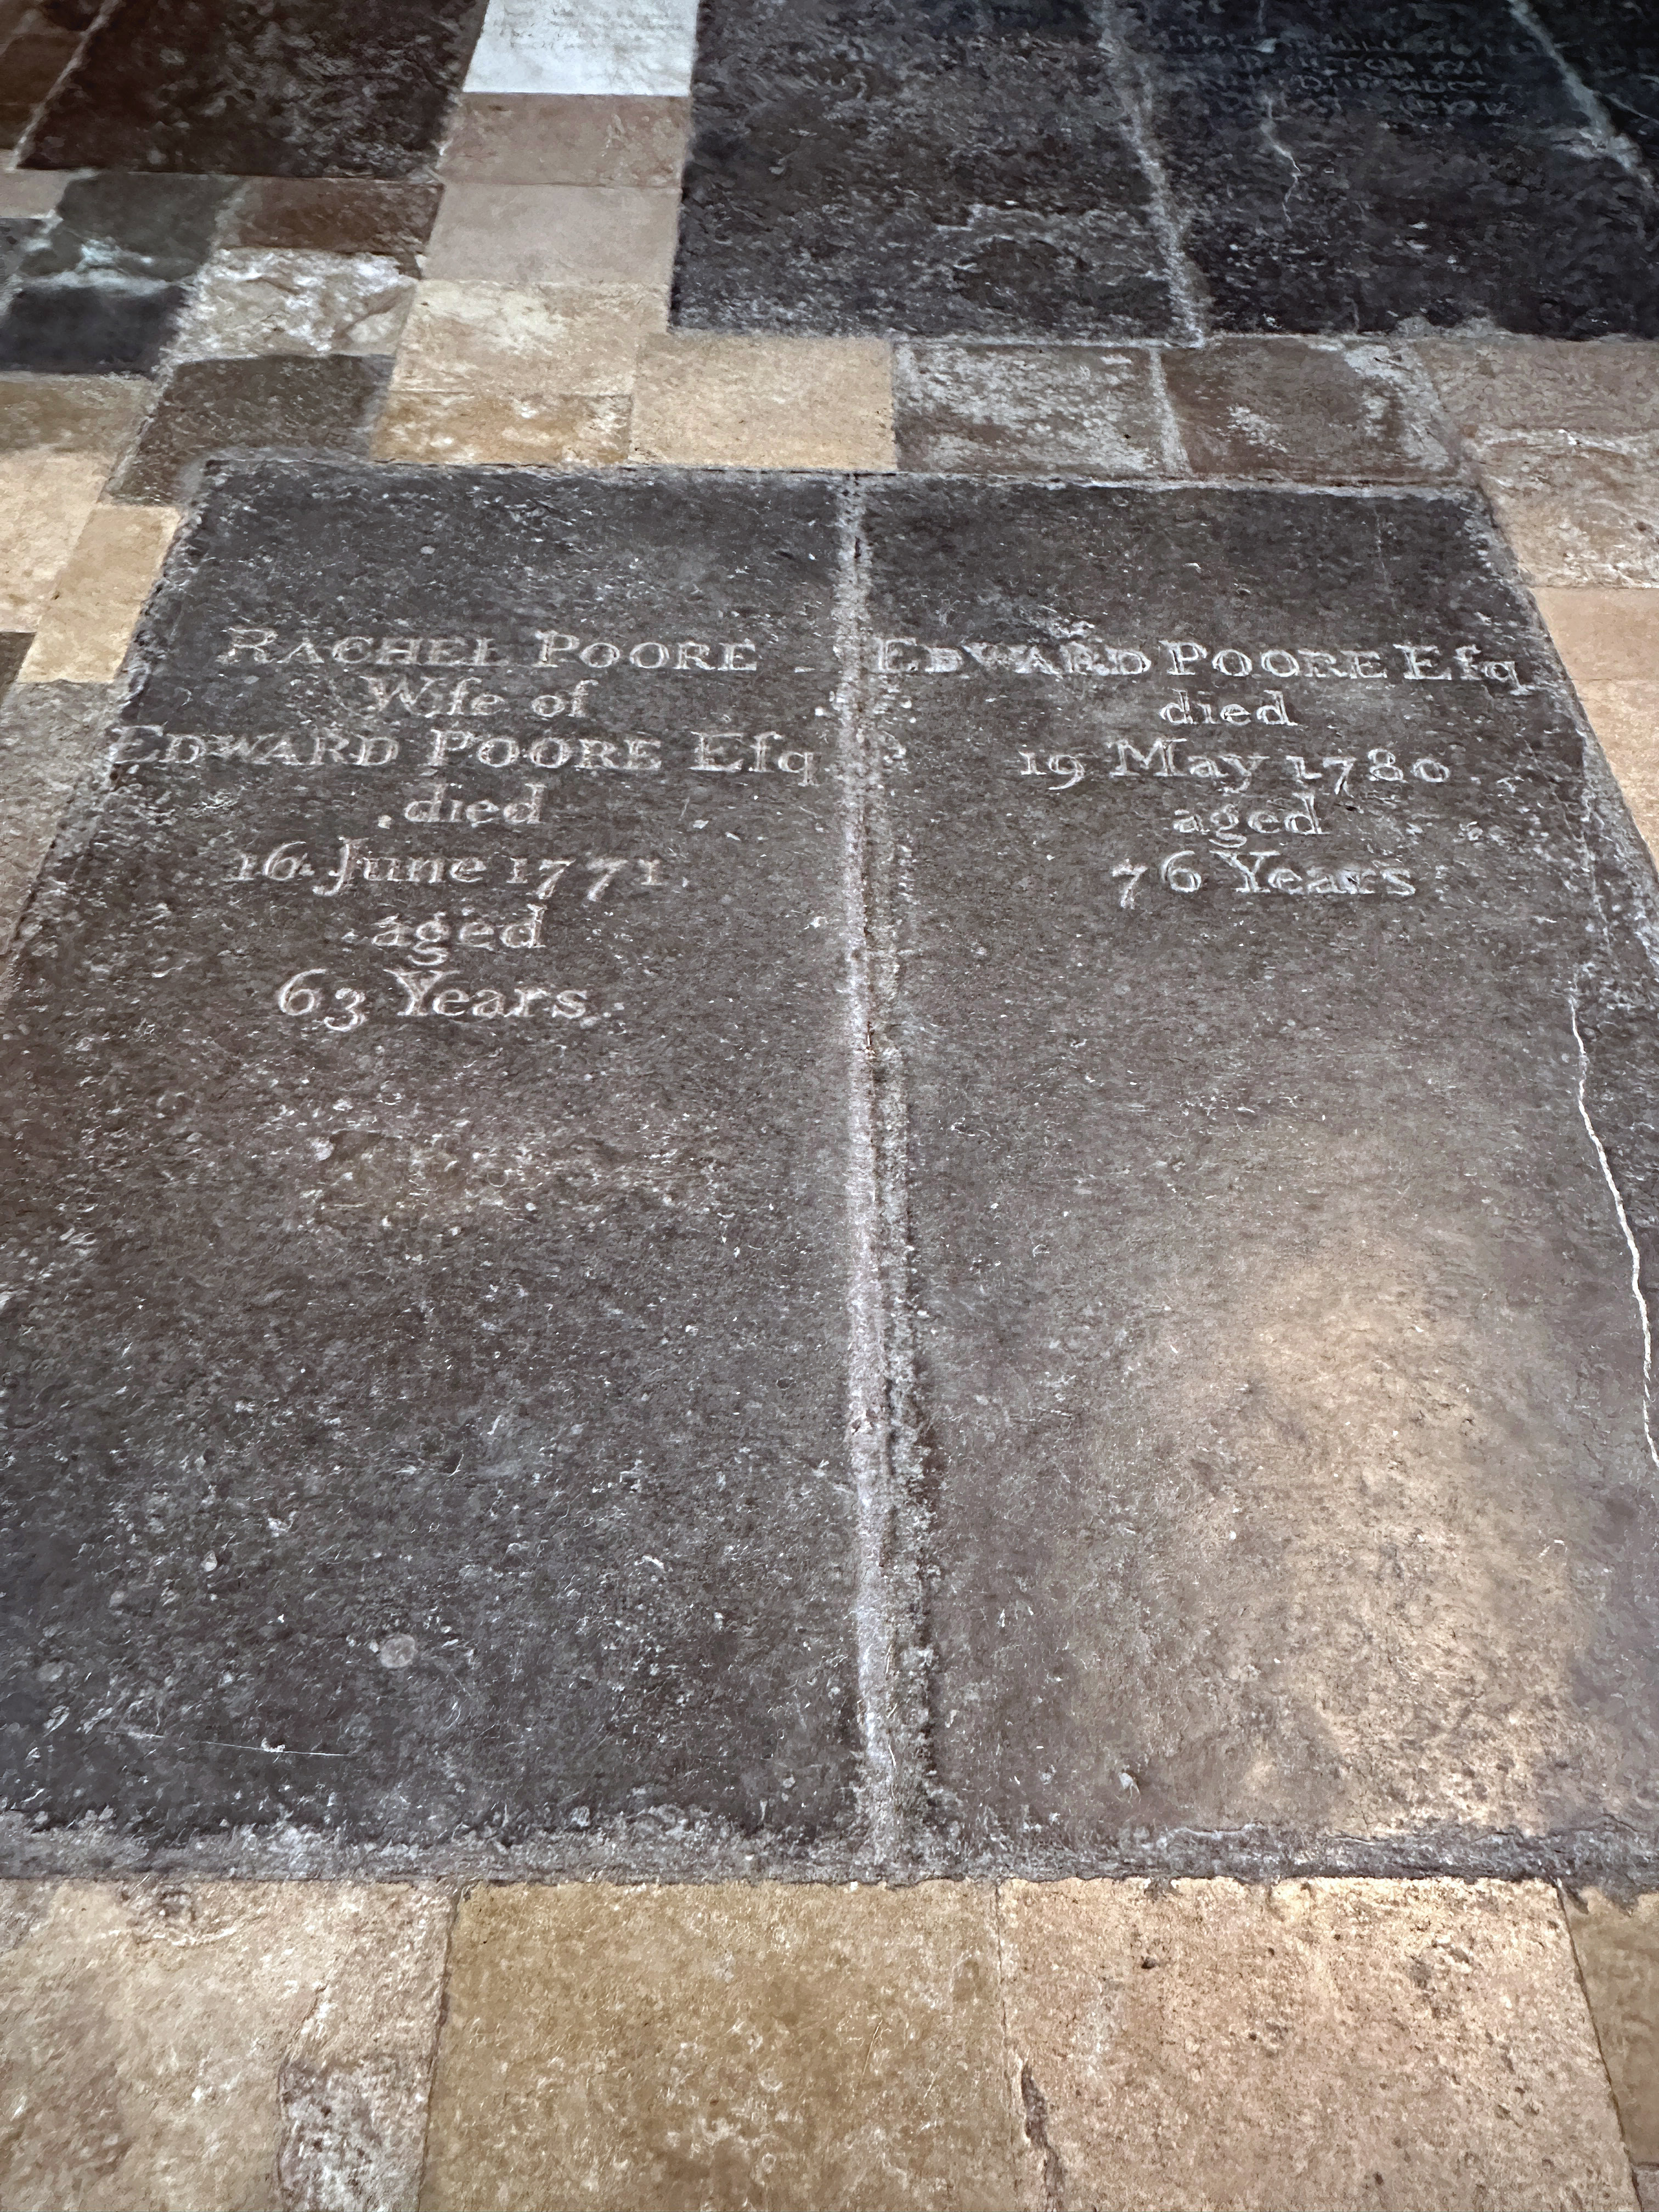 RACHEL POORE
Wife of
EDWARD POORE Eſq
died
16 June 1771
aged
63 Years
EDWARD POORE Eſq
died
19 May 1780
aged
76 Years